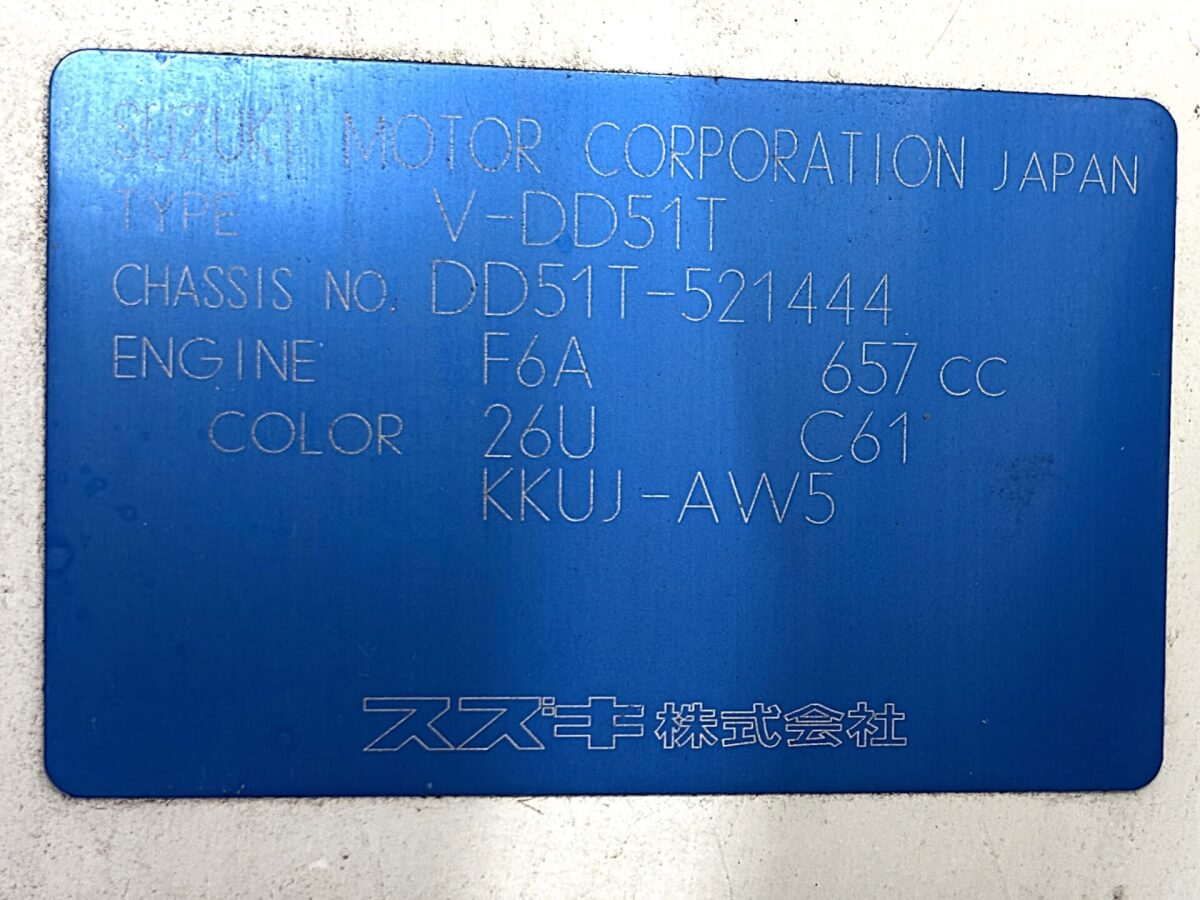 SUZUKI MOTOR CORPORATION JAPAN
TYPE V-DD51T
CHASSIS NO. DD51T-521444
ENGINE F6A 657 CC
COLOR 26U C61
KKUJ-AW5
スズキ株式会社